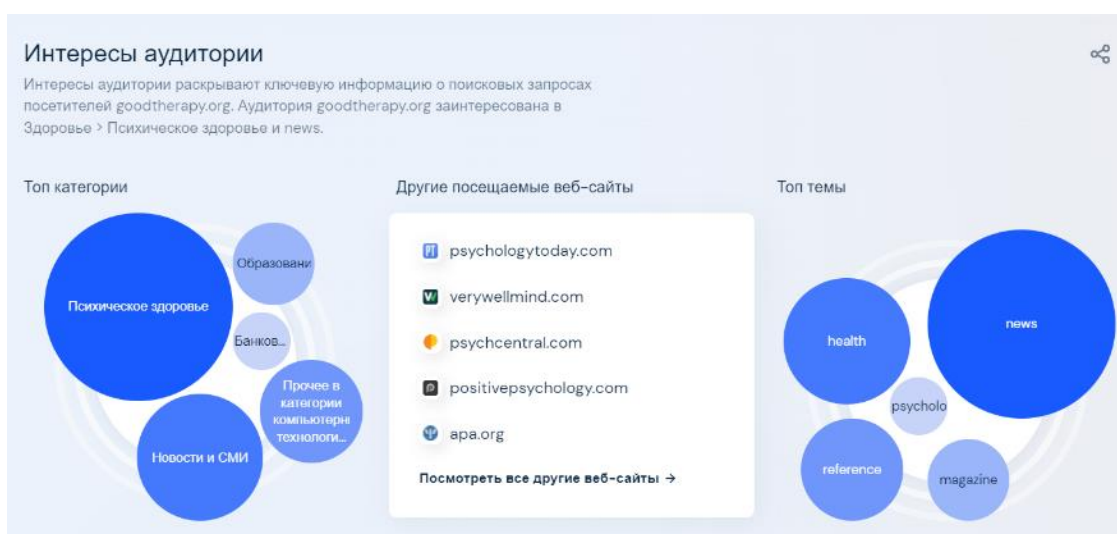 Интересы аудитории
Интересы аудитории раскрывают ключевую информацию о поисковых запросах
посетителей goodtherapy.org. Аудитория goodtherapy.org заинтересована в
Здоровье > Психическое здоровье и news.
Топ категории
Психическое здоровье
Образовани
Банков...
Прочее в
категории
компьютерн
технологи...
Новости и СМИ
Другие посещаемые веб-сайты
psychologytoday.com
verywellmind.com
psychcentral.com
positivepsychology.com
apa.org
Посмотреть все другие веб-сайты →
Топ темы
news
health
psycholo
reference
magazine